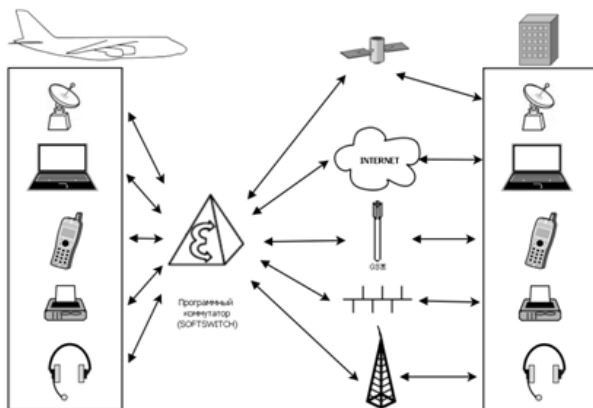 INTERNET
GSM
Программный
коммутатор
(SOFTSWITCH)